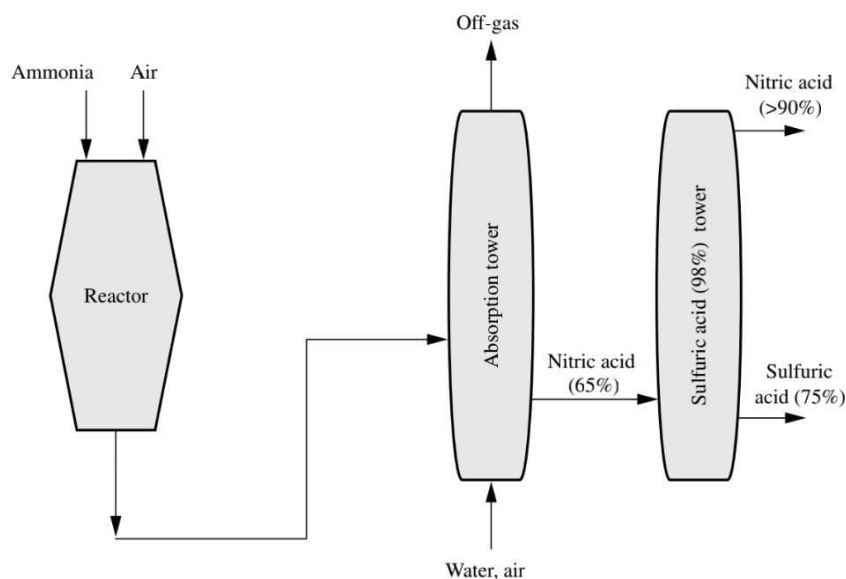 Off-gas
Ammonia
Air
Nitric acid
(>90%)
Reactor
Absorption tower
Sulfuric acid (98%) tower
Nitric acid
(65%)
Sulfuric
acid (75%)
Water, air